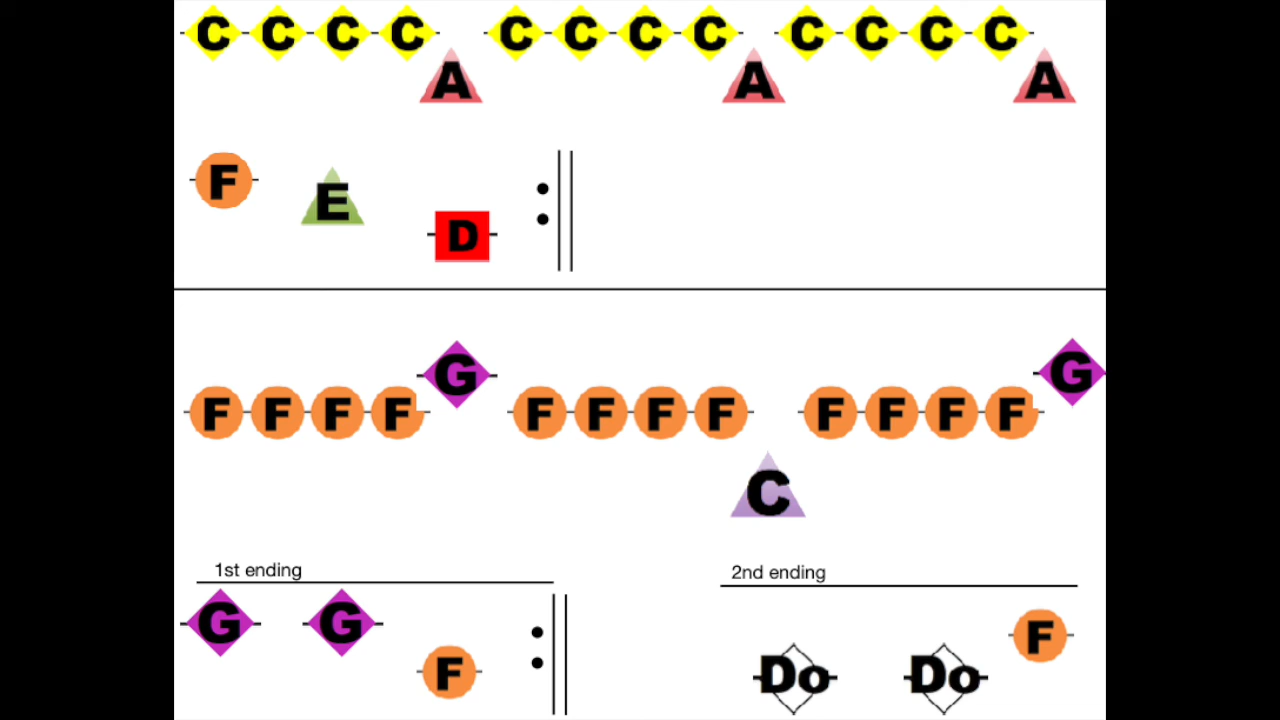 C C C C A C C C C A C C C C A
F E D
F F F F G F F F F C F F F F G
1st ending 2nd ending
G G F Do Do F